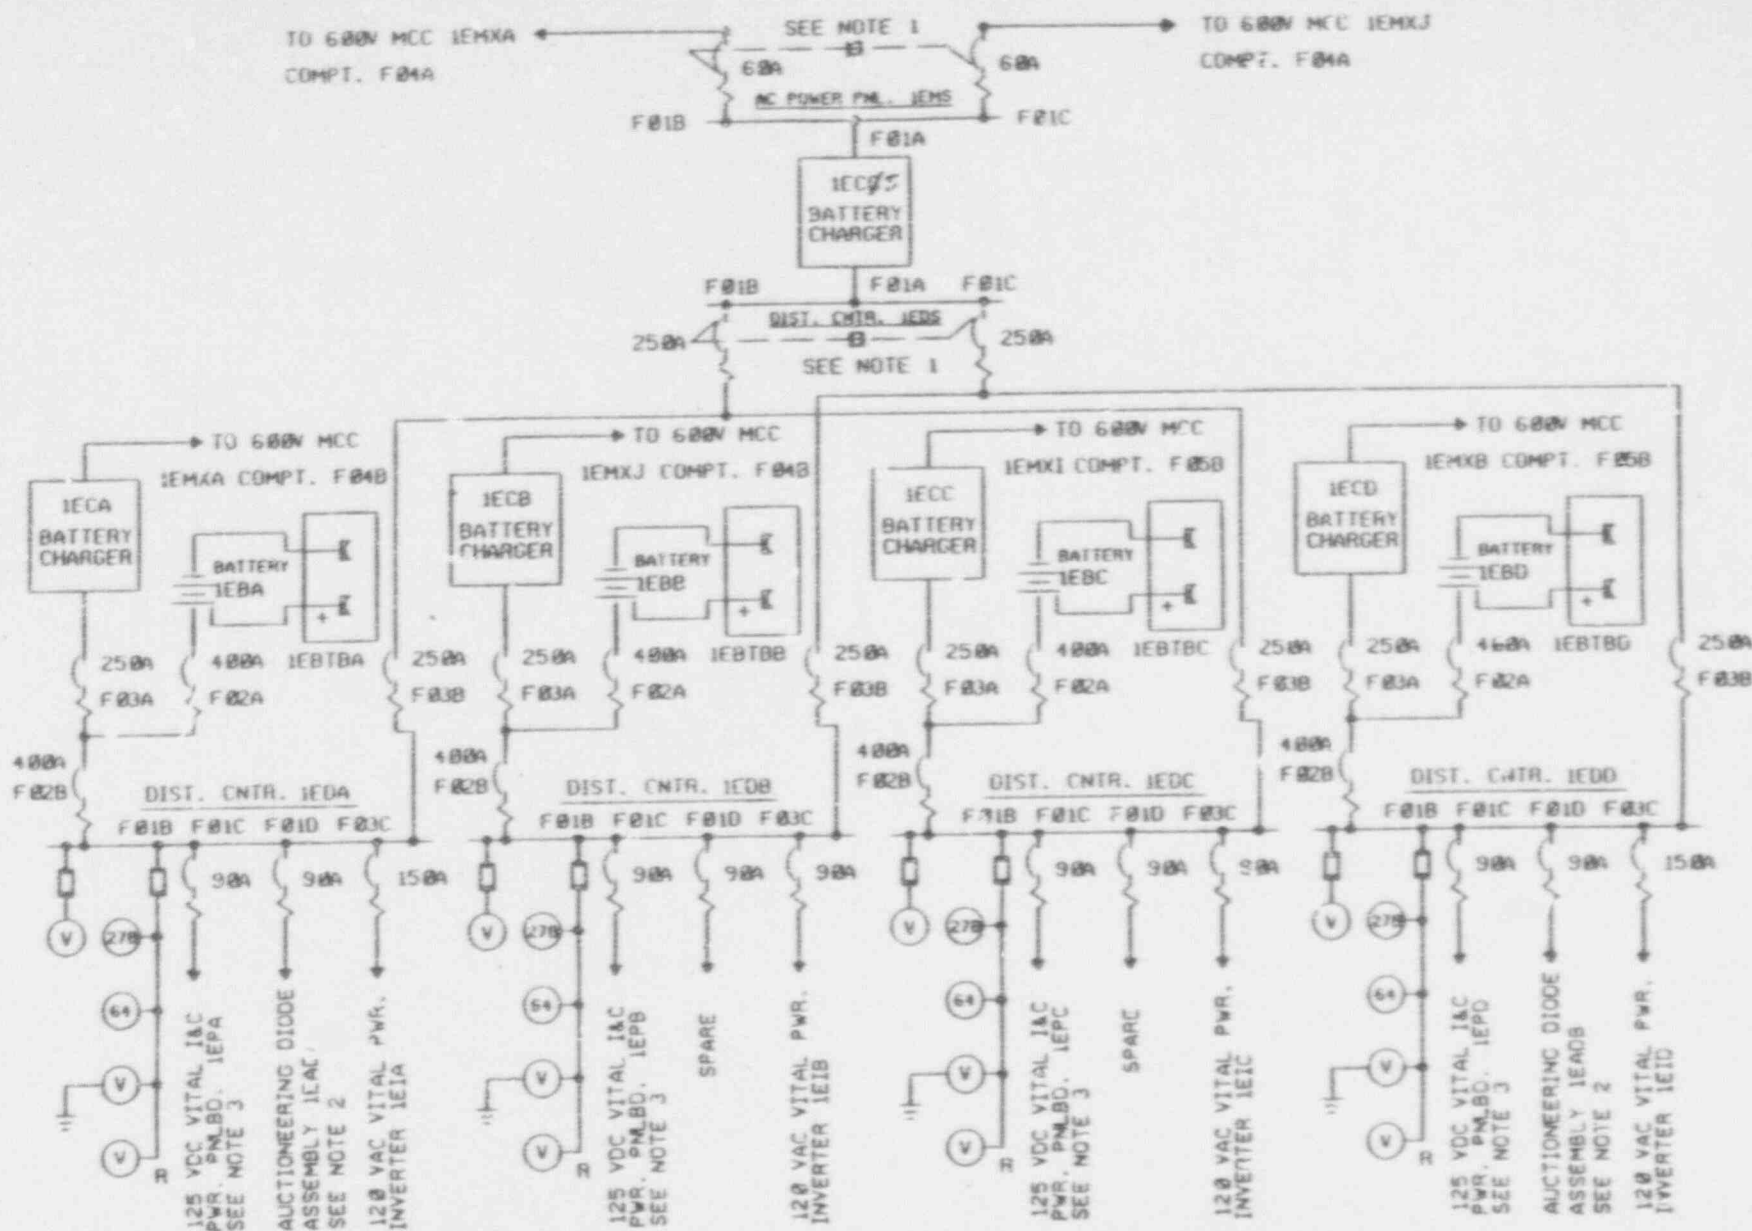 TO 600V MCC 1EMXA
COMPT. F04A
SEE NOTE 1
TO 600V MCC 1EMXJ
COMPT. F04A
60A
60A
AC POWER PNL. 1EMS
F01B
F01C
F01A
BATTERY
CHARGER
F01B
F01A
F01C
DIST. CNTR. 1EDS
250A
250A
SEE NOTE 1
TO 600V MCC
1EMXA COMPT. F04B
TO 600V MCC
1EMXJ COMPT. F04B
TO 600V MCC
1EMXI COMPT. F05B
TO 600V MCC
1EMXB COMPT. F05B
1ECA
BATTERY
CHARGER
BATTERY
1EBA
+
1EBTBA
1ECB
BATTERY
CHARGER
BATTERY
1EBB
+
1EBTBB
1ECC
BATTERY
CHARGER
BATTERY
1EBC
+
1EBTBC
1ECD
BATTERY
CHARGER
BATTERY
1EBD
+
250A
F03A
400A
F02A
250A
F03B
250A
F03A
400A
F02A
250A
F03B
250A
F03A
400A
F02A
250A
F03B
250A
F03A
F02A
250A
F03B
400A
F02B
DIST. CNTR. 1EDA
F01B F01C F01D F03C
400A
F02B
DIST. CNTR. 1EDB
F01B F01C F01D F03C
400A
F02B
DIST. CNTR. 1EDC
F01B F01C F01D F03C
400A
F02B
DIST. CNTR. 1EDD
F01B F01C F01D F03C
90A
90A
150A
90A
90A
90A
90A
90A
90A
90A
90A
150A
V
27B
64
V
V
R
V
27B
64
V
V
R
V
27B
64
V
V
R
V
27B
64
V
V
R
125 VDC VITAL I&C
PWR. PNLBD. 1EPA
SEE NOTE 3
AUCTIONEERING DIODE
ASSEMBLY
SEE NOTE 2
120 VAC VITAL PWR.
INVERTER 1EIA
125 VDC VITAL I&C
PWR. PNLBD. 1EPB
SEE NOTE 3
SPARE
120 VAC VITAL PWR.
INVERTER 1EIB
125 VDC VITAL I&C
PWR. PNLBD. 1EPC
SEE NOTE 3
SPARE
120 VAC VITAL PWR.
INVERTER 1EIC
125 VDC VITAL I&C
PWR. PNLBD. 1EPD
SEE NOTE 3
AUCTIONEERING DIODE
ASSEMBLY 1EADB
SEE NOTE 2
120 VAC VITAL PWR.
INVERTER 1EID